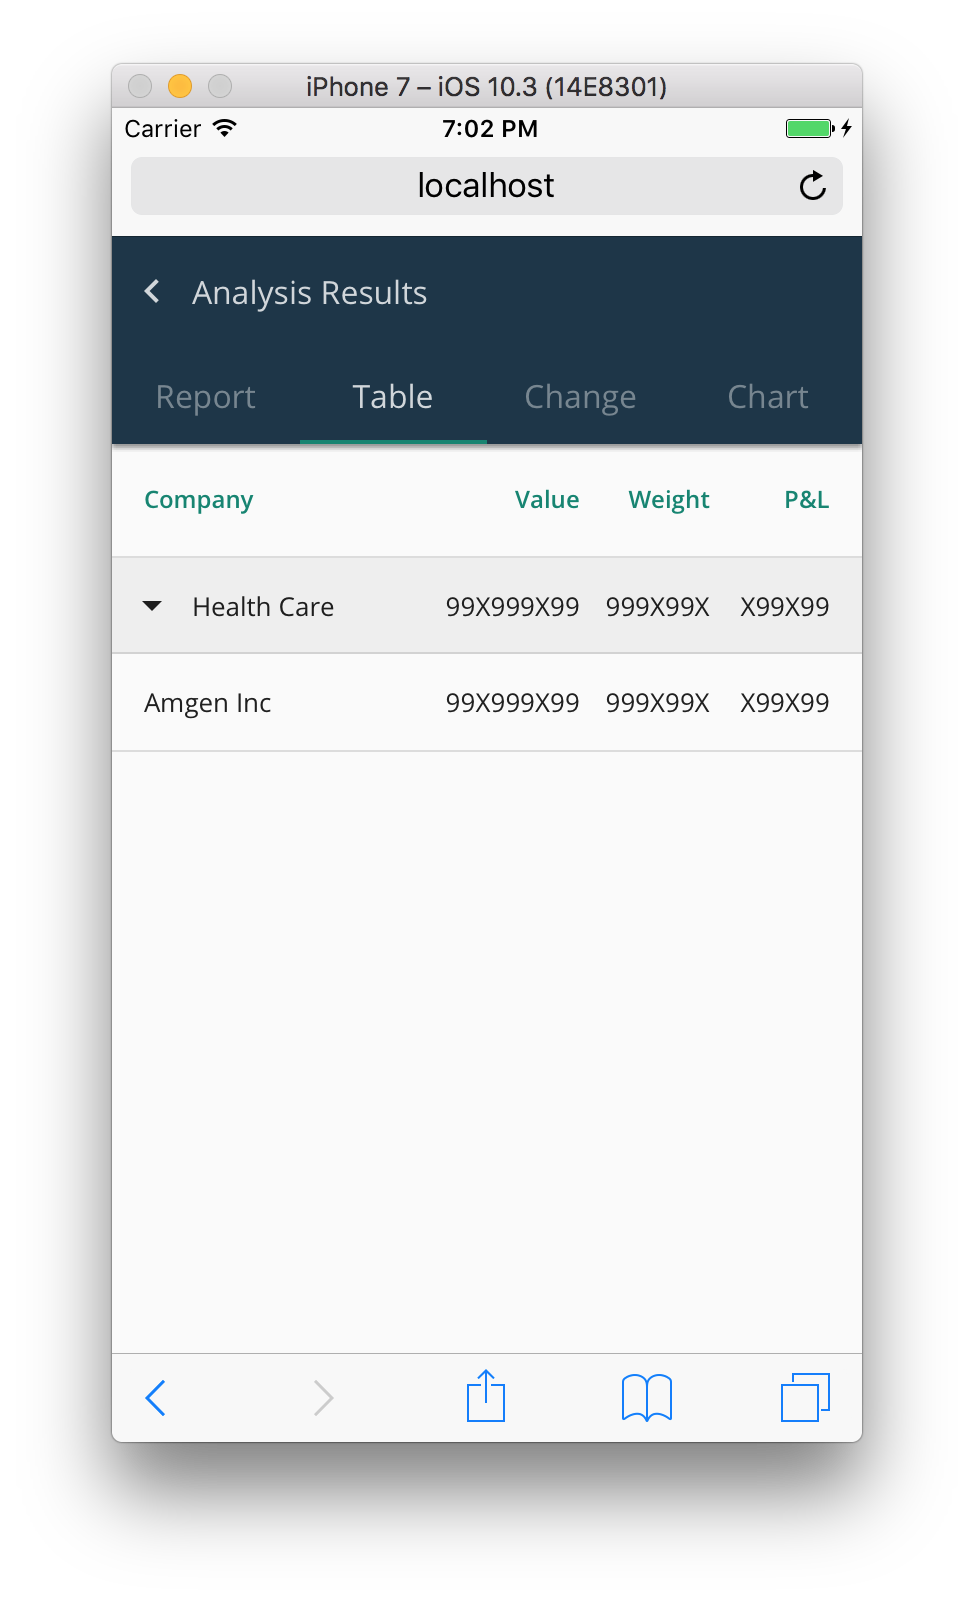 iPhone 7 – iOS 10.3 (14E8301)
Carrier 7:02 PM
localhost
Analysis Results
Report Table Change Chart
Company Value Weight P&L
Health Care 99X999X99 999X99X X99X99
Amgen Inc 99X999X99 999X99X X99X99